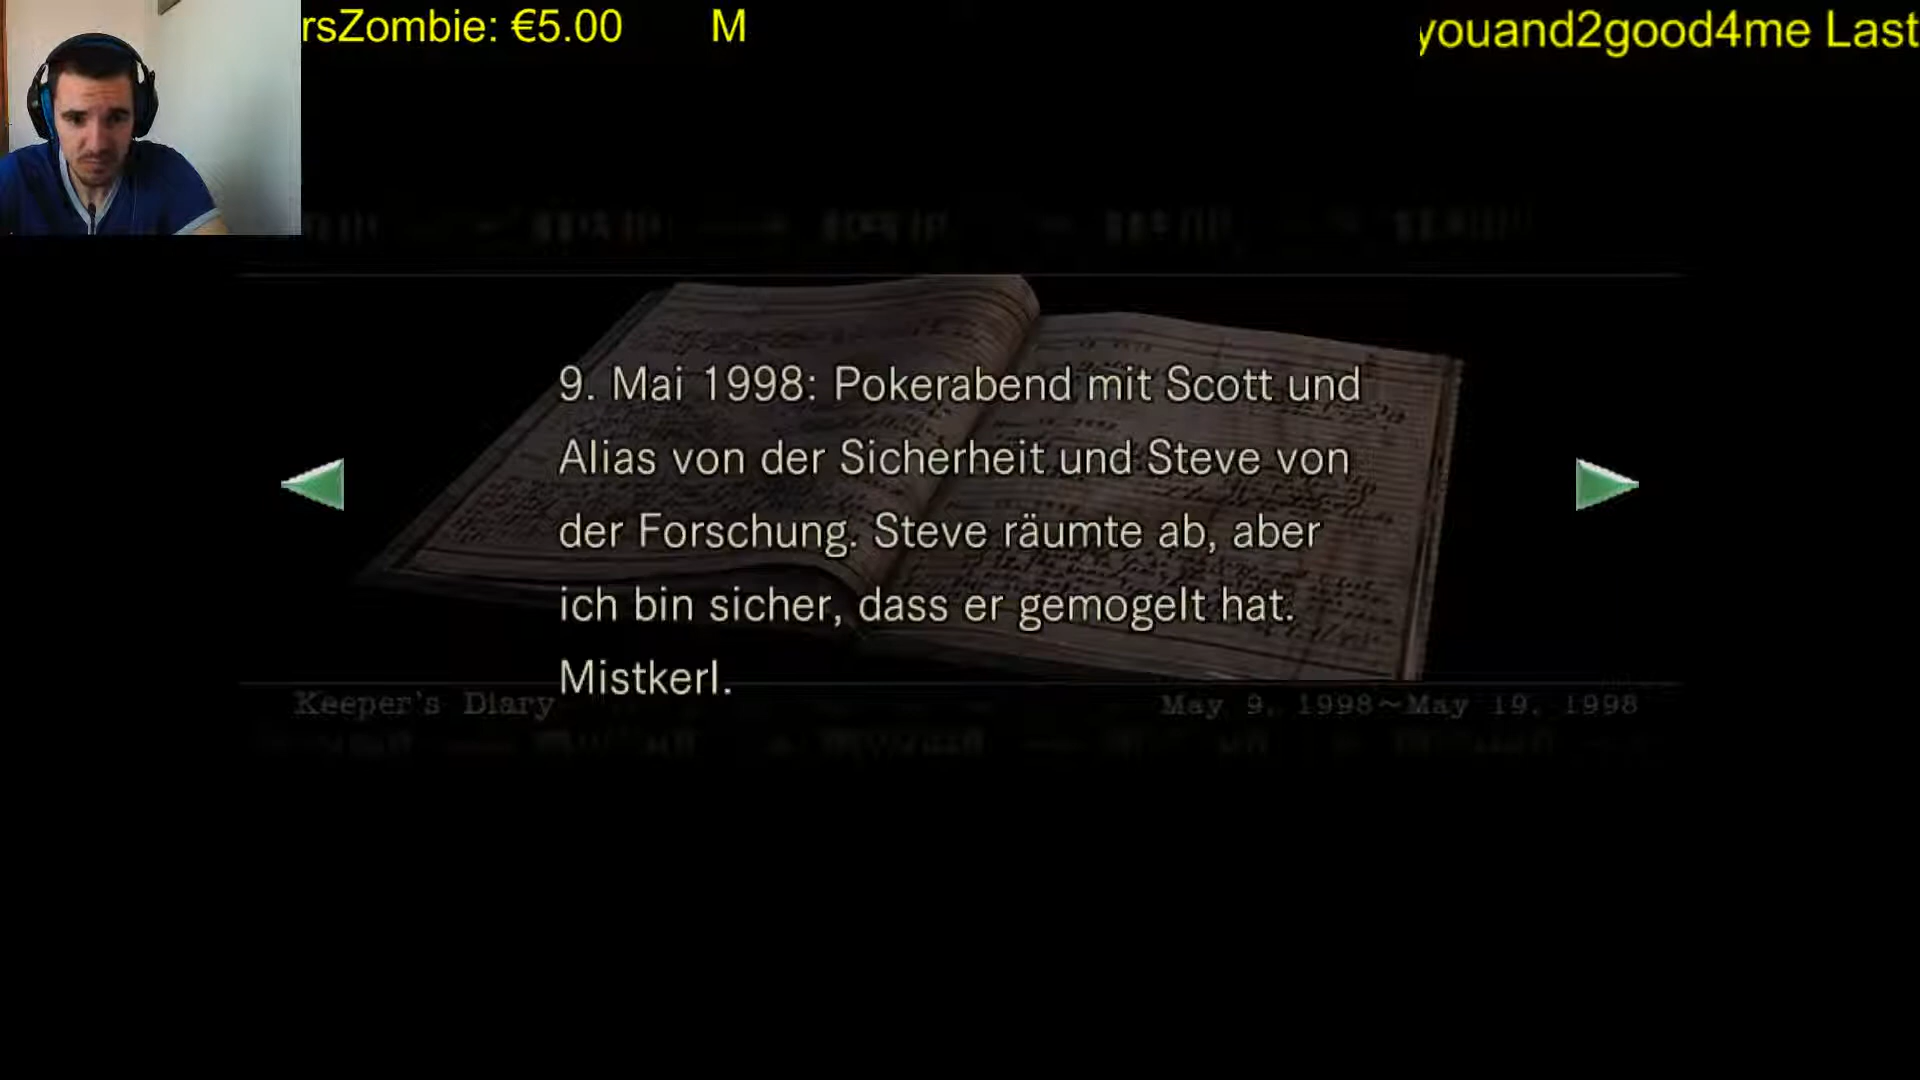 rsZombie: €5.00 M
youand2good4me Last
9. Mai 1998: Pokerabend mit Scott und
Alias von der Sicherheit und Steve von
der Forschung. Steve räumte ab, aber
ich bin sicher, dass er gemogelt hat.
Mistkerl.
Keeper's Diary
May 9, 1998~May 19, 1998